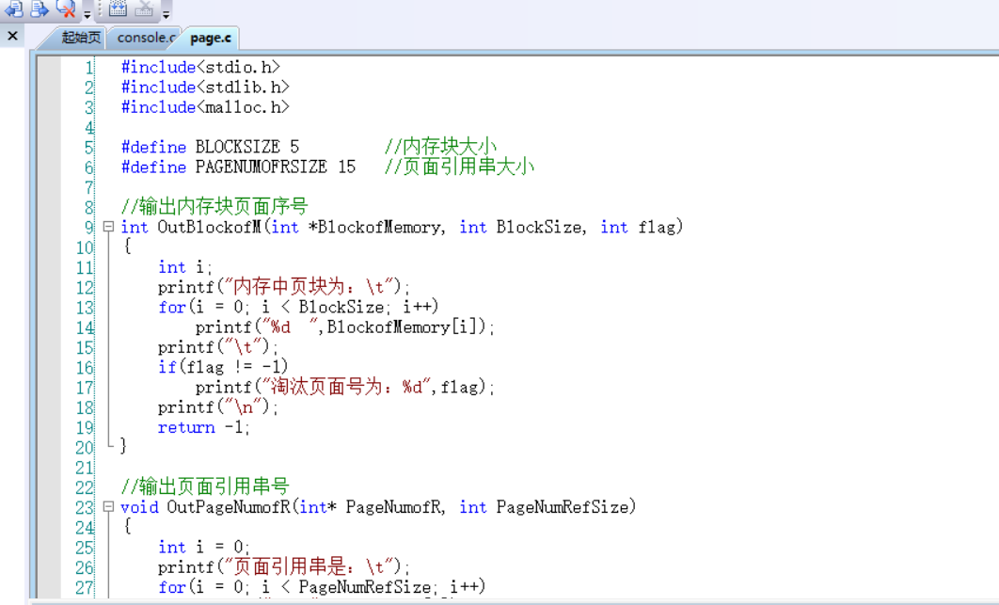 起始页 console.c page.c
1 #include<stdio.h>
2 #include<stdlib.h>
3 #include<malloc.h>
4
5 #define BLOCKSIZE 5 //内存块大小
6 #define PAGENUMOFRSIZE 15 //页面引用串大小
7
8 //输出内存块页面序号
9 int OutBlockofM(int *BlockofMemory, int BlockSize, int flag)
10 {
11 int i;
12 printf("内存中页块为：\t");
13 for(i = 0; i < BlockSize; i++)
14 printf("%d  ",BlockofMemory[i]);
15 printf("\t");
16 if(flag != -1)
17 printf("淘汰页面号为：%d",flag);
18 printf("\n");
19 return -1;
20 }
21
22 //输出页面引用串号
23 void OutPageNumofR(int* PageNumofR, int PageNumRefSize)
24 {
25 int i = 0;
26 printf("页面引用串是：\t");
27 for(i = 0; i < PageNumRefSize; i++)